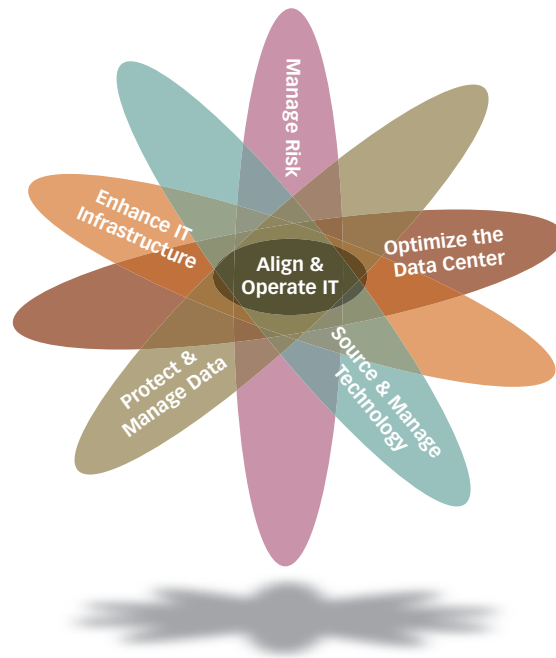 Manage Risk
Enhance IT
Infrastructure
Optimize the
Data Center
Align &
Operate IT
Protect &
Manage Data
Source & Manage
Technology